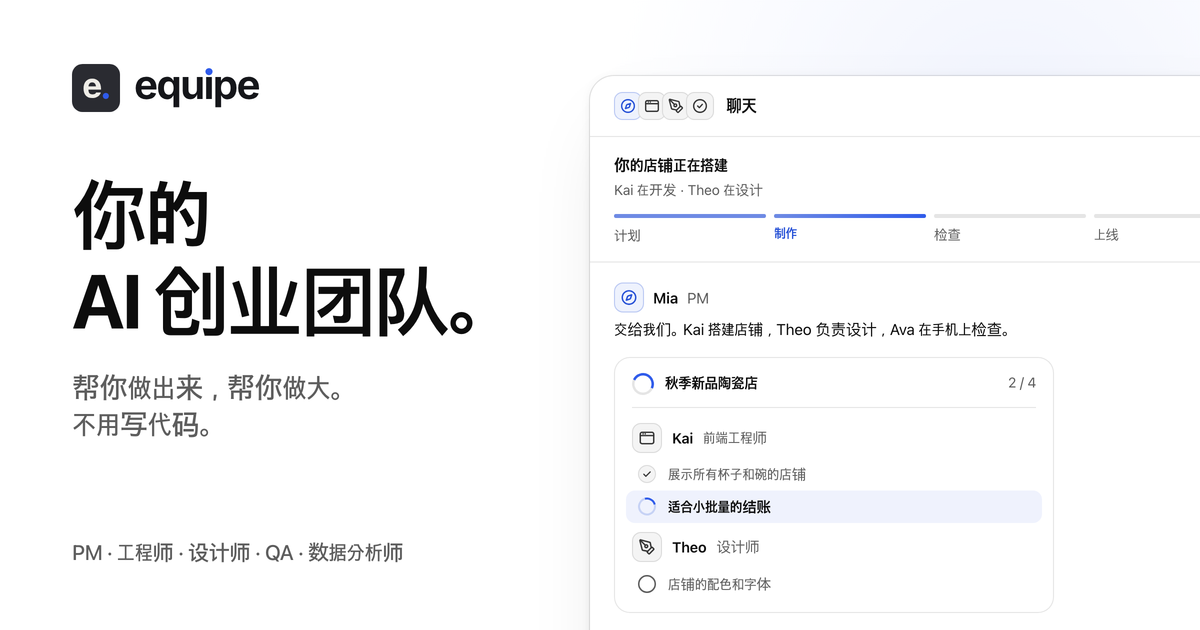 e. equipe
你的
AI 创业团队。
帮你做出来，帮你做大。
不用写代码。
PM · 工程师 · 设计师 · QA · 数据分析师
聊天
你的店铺正在搭建
Kai 在开发 · Theo 在设计
计划 制作 检查 上线
Mia PM
交给我们。Kai 搭建店铺，Theo 负责设计，Ava 在手机上检查。
秋季新品陶瓷店 2 / 4
Kai 前端工程师
展示所有杯子和碗的店铺
适合小批量的结账
Theo 设计师
店铺的配色和字体